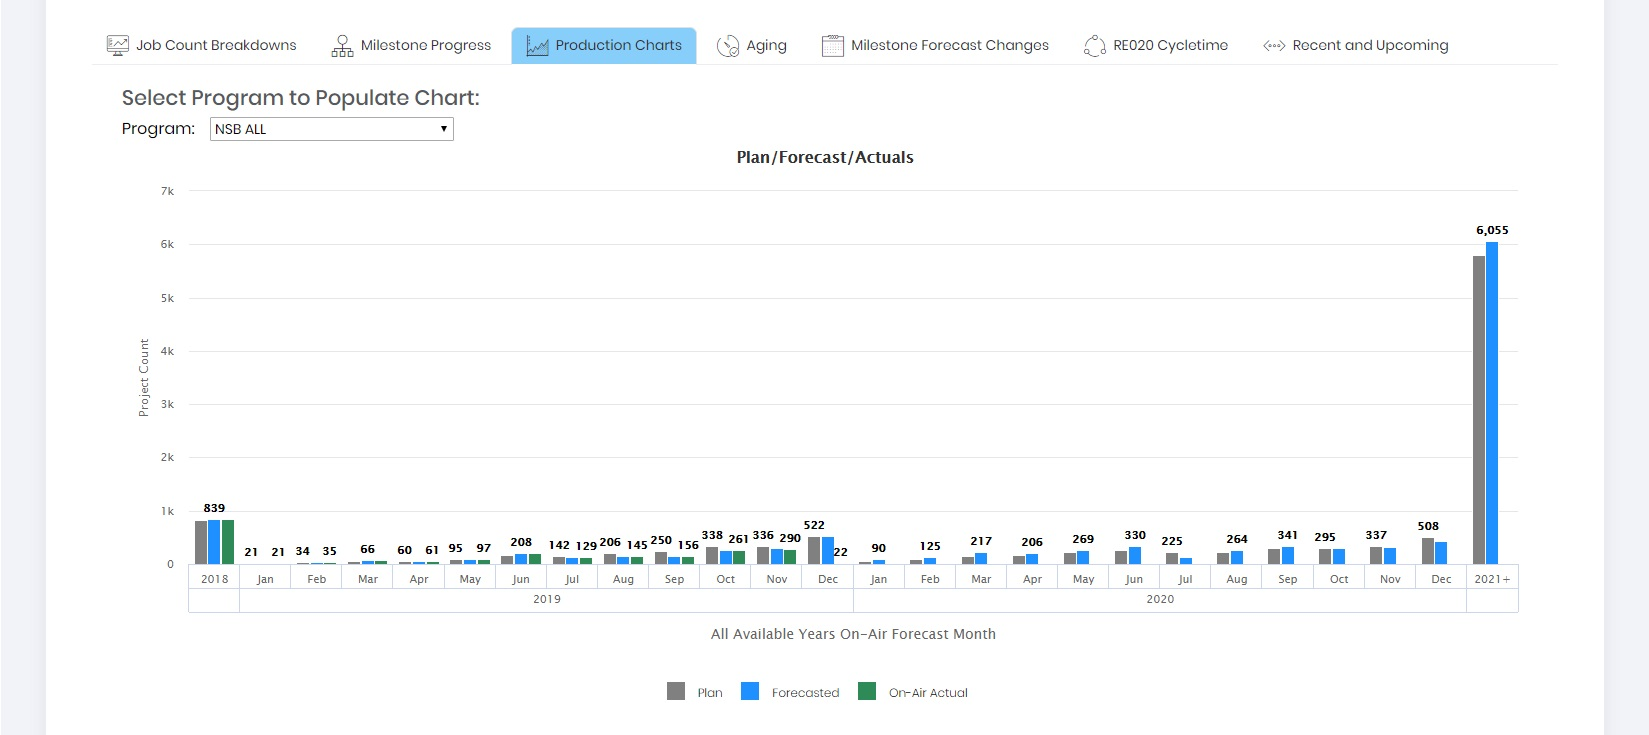 Job Count Breakdowns Milestone Progress Production Charts Aging Milestone Forecast Changes RE020 Cycletime Recent and Upcoming
Select Program to Populate Chart:
Program: NSB ALL
Plan/Forecast/Actuals
7k
6k
5k
4k
3k
2k
1k
0
Project Count
839 21 21 34 35 66 60 61 95 97 208 142 129 206 145 250 156 338 261 336 290 522 22 90 125 217 206 269 330 225 264 341 295 337 508 6,055
2018 Jan Feb Mar Apr May Jun Jul Aug Sep Oct Nov Dec Jan Feb Mar Apr May Jun Jul Aug Sep Oct Nov Dec 2021+
2019 2020
All Available Years On-Air Forecast Month
Plan Forecasted On-Air Actual